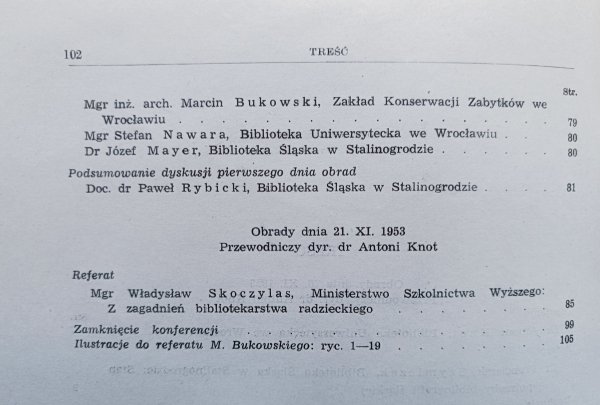 102 TREŚĆ
Str.
Mgr inż. arch. Marcin Bukowski, Zakład Konserwacji Zabytków we
Wrocławiu . . . . . . . . . . . . . 79
Mgr Stefan Nawara, Biblioteka Uniwersytecka we Wrocławiu . . 80
Dr Józef Mayer, Biblioteka Śląska w Stalinogrodzie . . . . 80
Podsumowanie dyskusji pierwszego dnia obrad
Doc. dr Paweł Rybicki, Biblioteka Śląska w Stalinogrodzie . . . 81
Obrady dnia 21. XI. 1953
Przewodniczy dyr. dr Antoni Knot
Referat
Mgr Władysław Skoczylas, Ministerstwo Szkolnictwa Wyższego:
Z zagadnień bibliotekarstwa radzieckiego . . . . . . 85
Zamknięcie konferencji . . . . . . . . . . . 99
Ilustracje do referatu M. Bukowskiego: ryc. 1—19 . . . . . 105